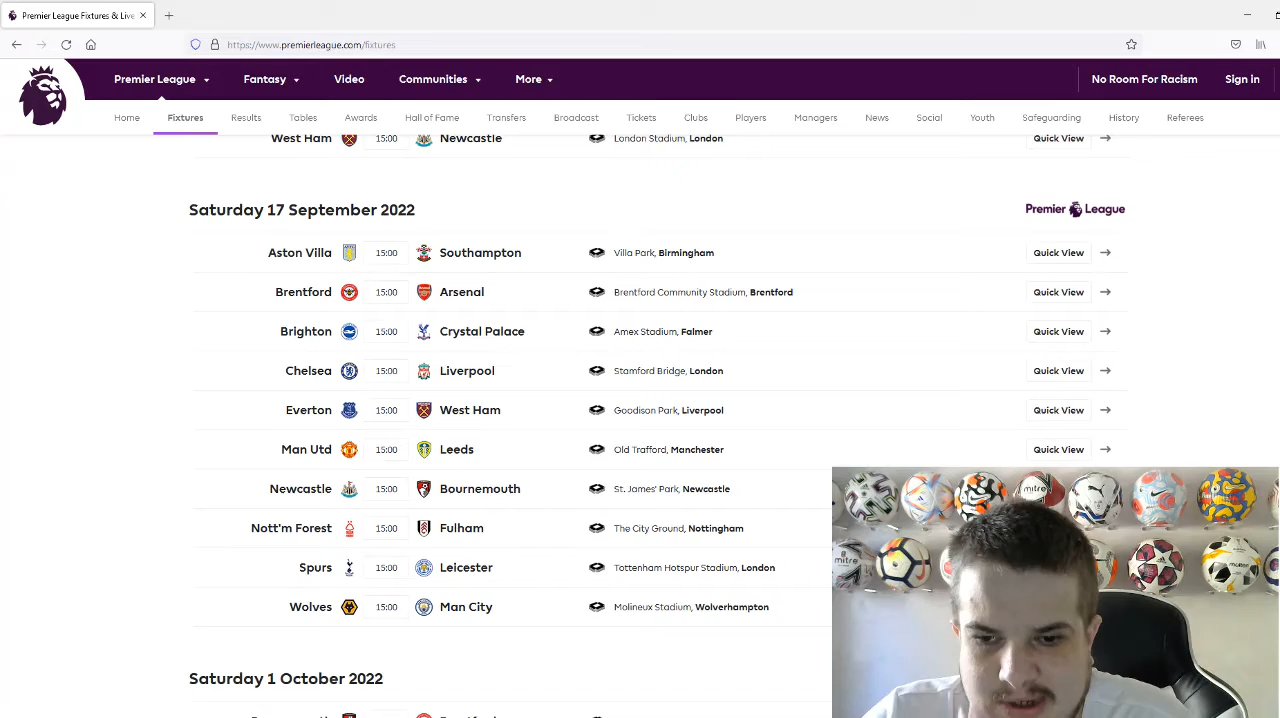 Premier League Fixtures & Live
https://www.premierleague.com/fixtures
Premier League Fantasy Video Communities More No Room For Racism Sign in
Home Fixtures Results Tables Awards Hall of Fame Transfers Broadcast Tickets Clubs Players Managers News Social Youth Safeguarding History Referees
West Ham 15:00 Newcastle London Stadium, London Quick View
Saturday 17 September 2022 Premier League
Aston Villa 15:00 Southampton Villa Park, Birmingham Quick View
Brentford 15:00 Arsenal Brentford Community Stadium, Brentford Quick View
Brighton 15:00 Crystal Palace Amex Stadium, Falmer Quick View
Chelsea 15:00 Liverpool Stamford Bridge, London Quick View
Everton 15:00 West Ham Goodison Park, Liverpool Quick View
Man Utd 15:00 Leeds Old Trafford, Manchester Quick View
Newcastle 15:00 Bournemouth St. James' Park, Newcastle
Nott'm Forest 15:00 Fulham The City Ground, Nottingham
Spurs 15:00 Leicester Tottenham Hotspur Stadium, London
Wolves 15:00 Man City Molineux Stadium, Wolverhampton
Saturday 1 October 2022
mitre
mitre
molten